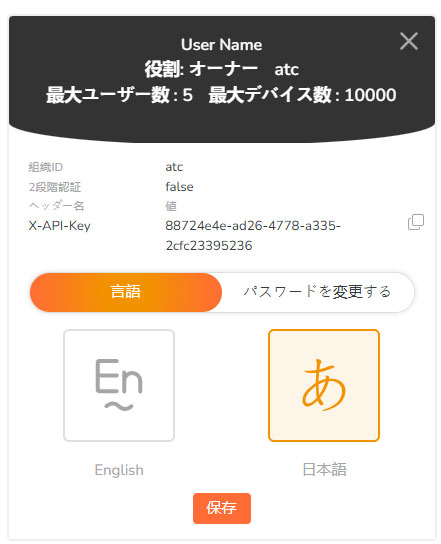 User Name
役割: オーナー　atc
最大ユーザー数 : 5　最大デバイス数 : 10000
組織ID atc
2段階認証 false
ヘッダー名 値
X-API-Key 88724e4e-ad26-4778-a335-
2cfc23395236
言語 パスワードを変更する
En あ
English 日本語
保存